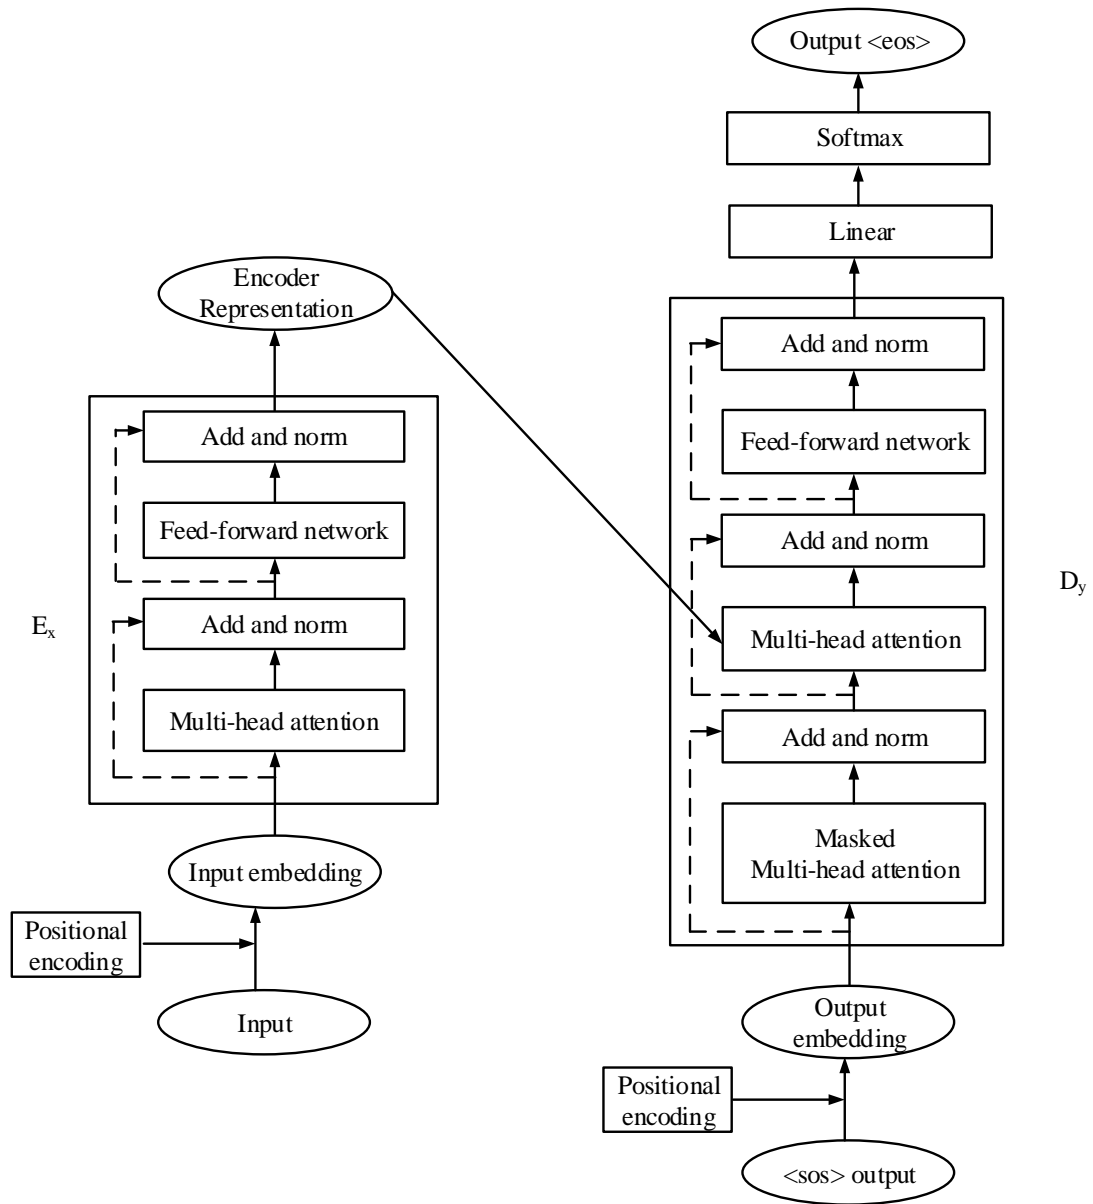 Output <eos>
Softmax
Linear
Encoder
Representation
Add and norm
Feed-forward network
Add and norm
Multi-head attention
E_x
Input embedding
Positional
encoding
Input
Add and norm
Feed-forward network
Add and norm
Multi-head attention
Add and norm
Masked
Multi-head attention
D_y
Output
embedding
Positional
encoding
<sos> output